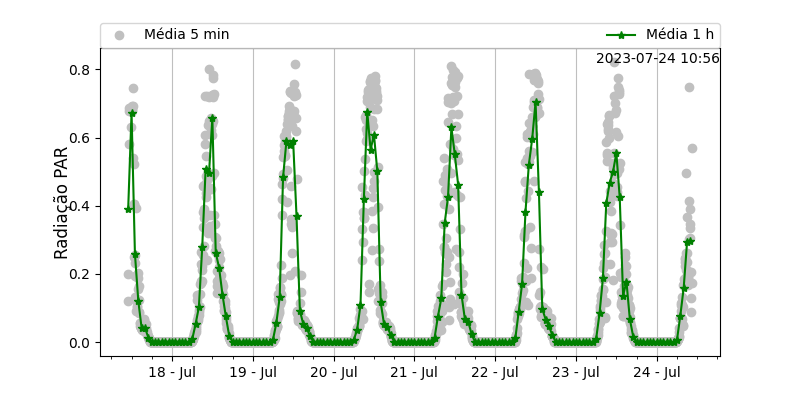 Média 5 min
Média 1 h
2023-07-24 10:56
Radiação PAR
0.8
0.6
0.4
0.2
0.0
18 - Jul
19 - Jul
20 - Jul
21 - Jul
22 - Jul
23 - Jul
24 - Jul